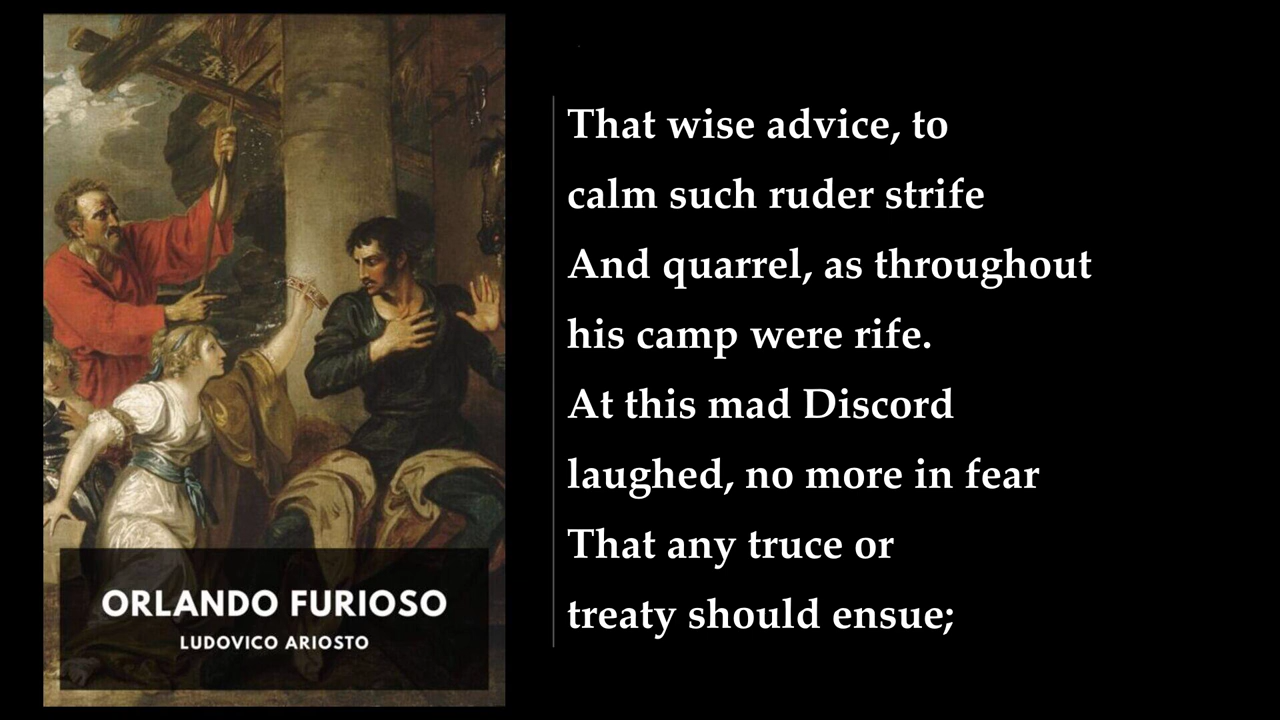 ORLANDO FURIOSO
LUDOVICO ARIOSTO
That wise advice, to
calm such ruder strife
And quarrel, as throughout
his camp were rife.
At this mad Discord
laughed, no more in fear
That any truce or
treaty should ensue;